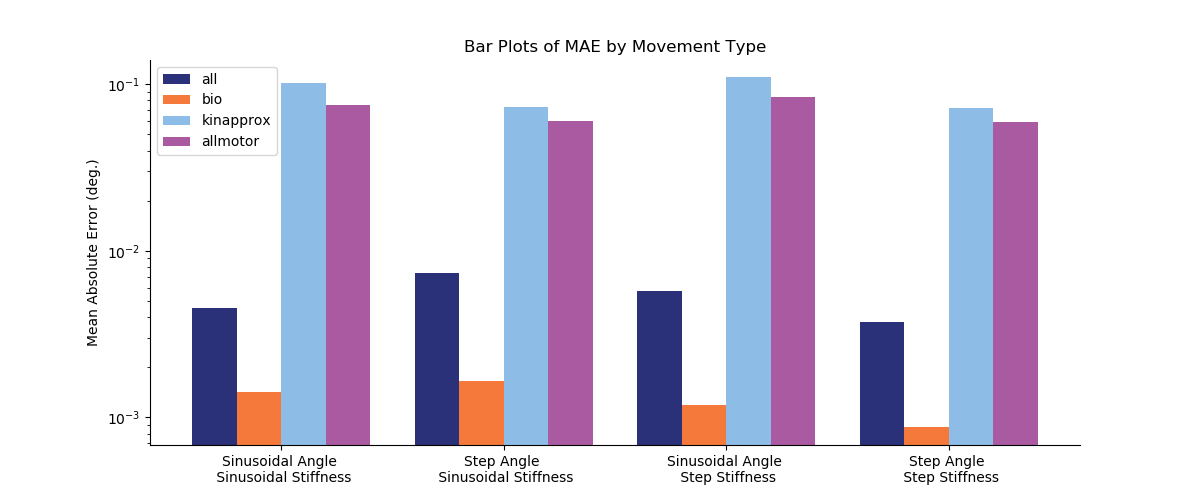 Bar Plots of MAE by Movement Type
all
bio
kinapprox
allmotor
Mean Absolute Error (deg.)
10⁻¹
10⁻²
10⁻³
Sinusoidal Angle
Sinusoidal Stiffness
Step Angle
Sinusoidal Stiffness
Sinusoidal Angle
Step Stiffness
Step Angle
Step Stiffness